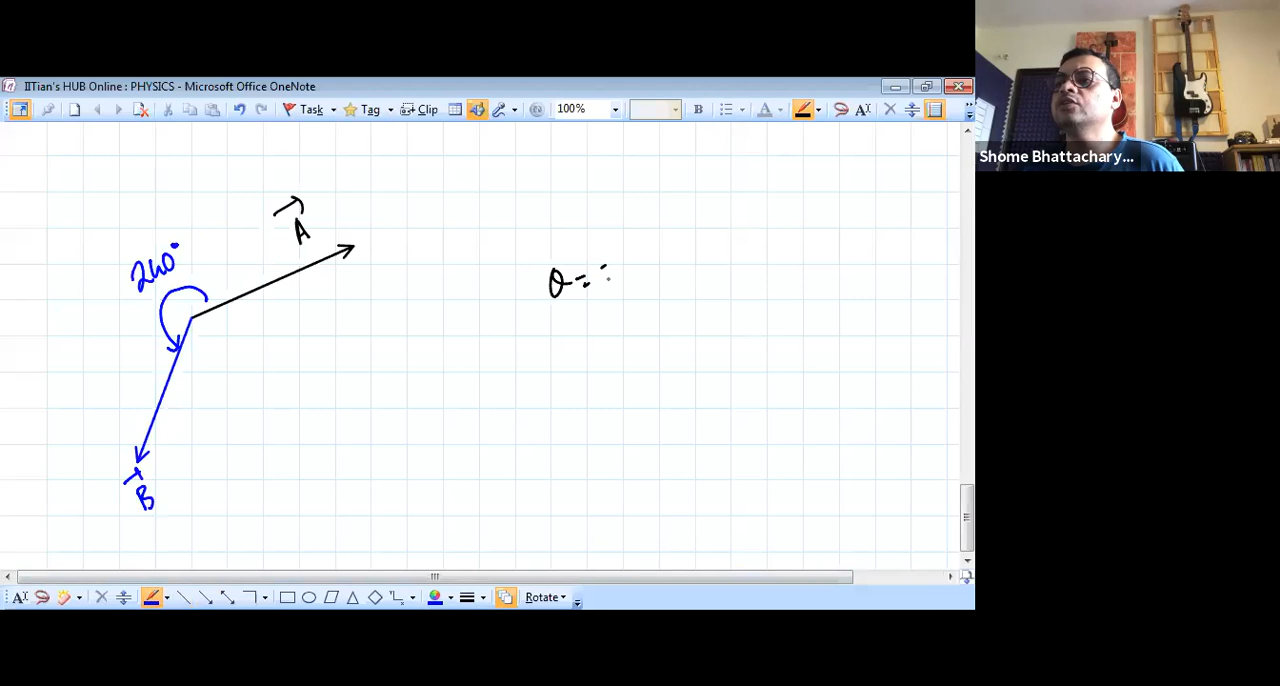 IITian's HUB Online : PHYSICS - Microsoft Office OneNote
Task Tag Clip 100% B A A
Shome Bhattachary...
A
240°
θ =
B
A Rotate